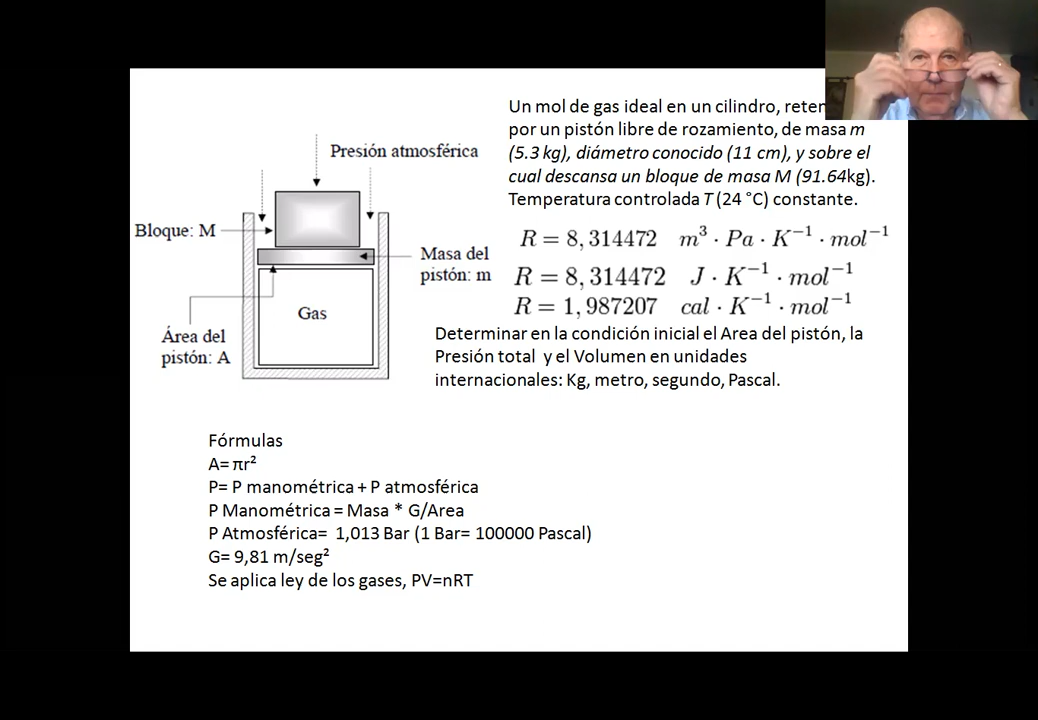 Un mol de gas ideal en un cilindro,
por un pistón libre de rozamiento, de masa m
(5.3 kg), diámetro conocido (11 cm), y sobre el
cual descansa un bloque de masa M (91.64kg).
Temperatura controlada T (24 °C) constante.
Presión atmosférica
Bloque: M
Masa del
pistón: m
Gas
Área del
pistón: A
R = 8,314472 m³ · Pa · K⁻¹ · mol⁻¹
R = 8,314472 J · K⁻¹ · mol⁻¹
R = 1,987207 cal · K⁻¹ · mol⁻¹
Determinar en la condición inicial el Area del pistón, la
Presión total y el Volumen en unidades
internacionales: Kg, metro, segundo, Pascal.
Fórmulas
A= πr²
P= P manométrica + P atmosférica
P Manométrica = Masa * G/Area
P Atmosférica= 1,013 Bar (1 Bar= 100000 Pascal)
G= 9,81 m/seg²
Se aplica ley de los gases, PV=nRT